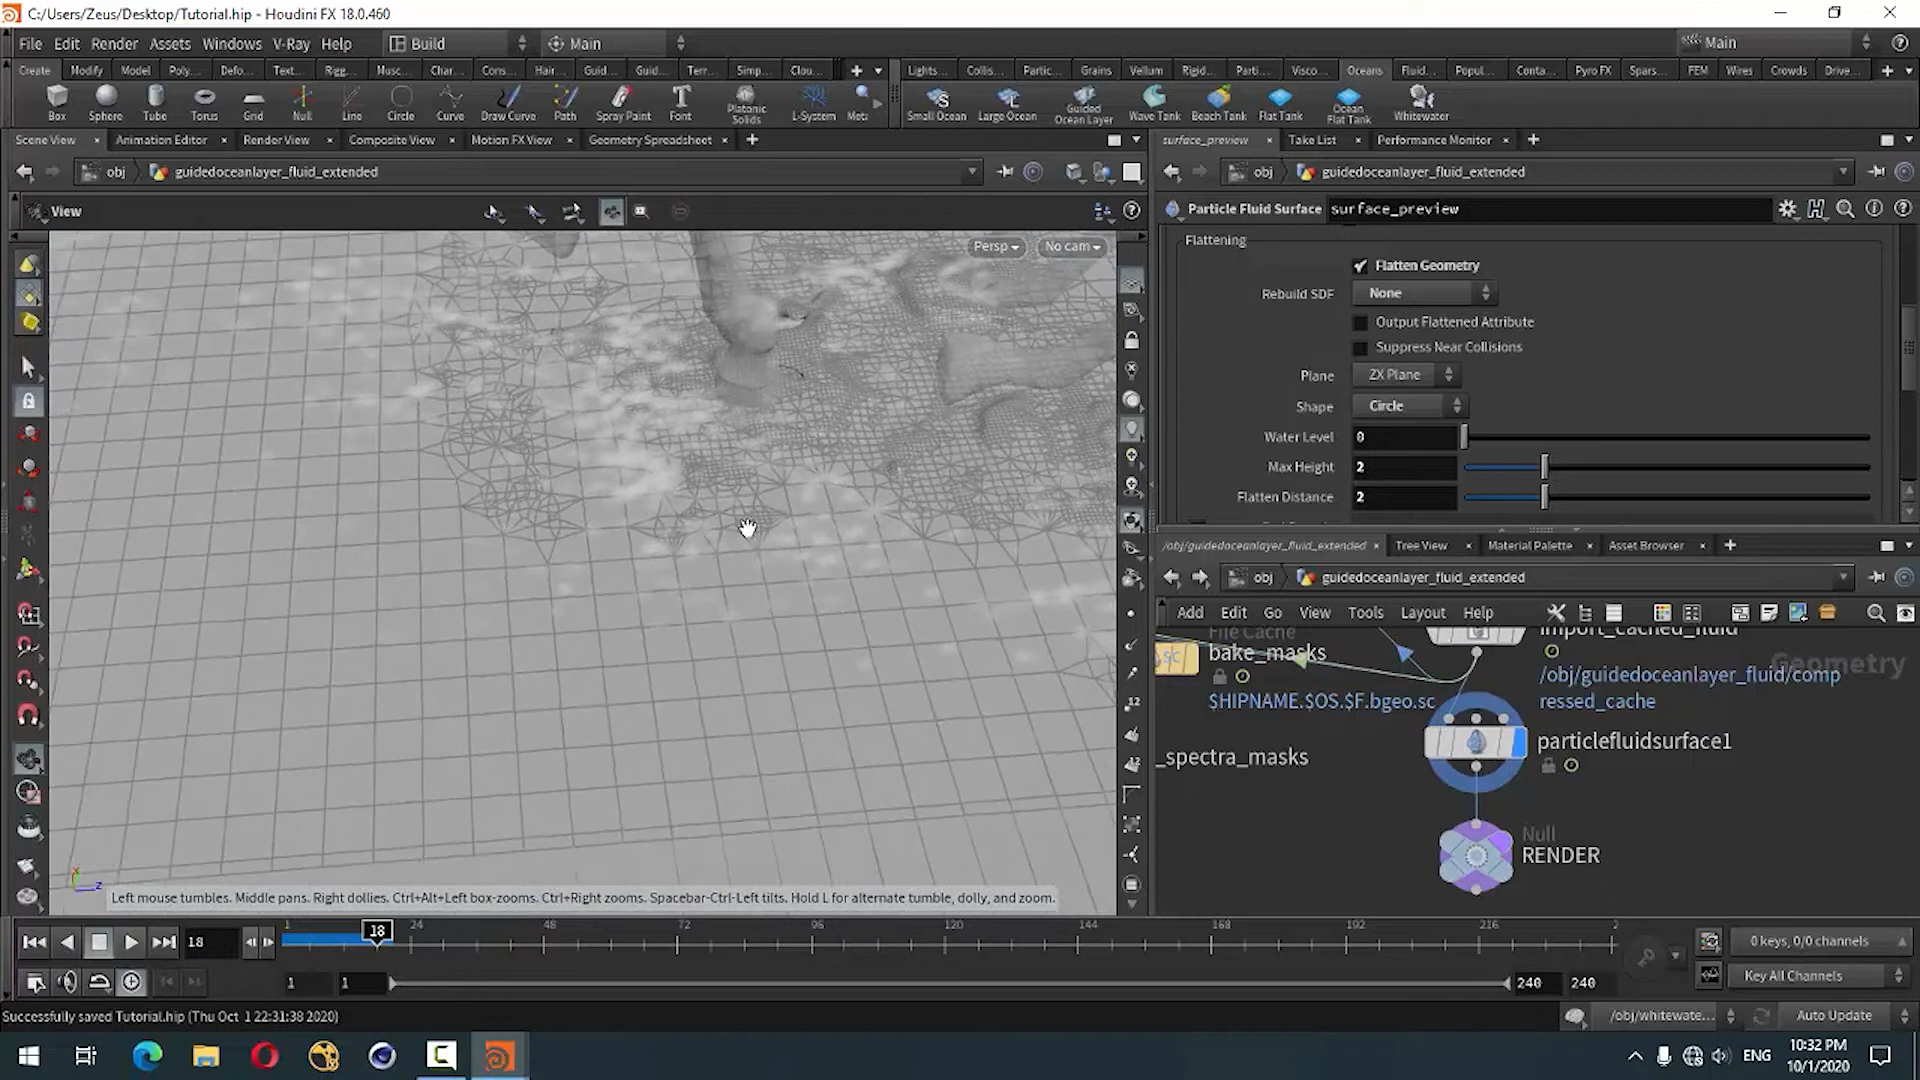 C:/Users/Zeus/Desktop/Tutorial.hip - Houdini FX 18.0.460
File Edit Render Assets Windows V-Ray Help Build Main Main
Create Modify Model Poly... Defo... Text... Rigg... Musc... Char... Cons... Hair... Guid... Guid... Terr... Simp... Clou... Lights... Collis... Partic... Grains Vellum Rigid... Parti... Visco... Oceans Fluid... Popul... Conta... Pyro FX Spars... FEM Wires Crowds Drive...
Box Sphere Tube Torus Grid Null Line Circle Curve Draw Curve Path Spray Paint Font Platonic Solids L-System Meta Small Ocean Large Ocean Guided Ocean Layer Wave Tank Beach Tank Flat Tank Ocean Flat Tank Whitewater
Scene View Animation Editor Render View Composite View Motion FX View Geometry Spreadsheet surface_preview Take List Performance Monitor
obj guidedoceanlayer_fluid_extended obj guidedoceanlayer_fluid_extended
View Particle Fluid Surface surface_preview
Persp No cam
Flattening
Flatten Geometry
Rebuild SDF None
Output Flattened Attribute
Suppress Near Collisions
Plane ZX Plane
Shape Circle
Water Level 0
Max Height 2
Flatten Distance 2
/obj/guidedoceanlayer_fluid_extended Tree View Material Palette Asset Browser
obj guidedoceanlayer_fluid_extended
Add Edit Go View Tools Layout Help
File Cache
bake_masks
$HIPNAME.$OS.$F.bgeo.sc
_spectra_masks
import_cached_fluid
Geometry
/obj/guidedoceanlayer_fluid/comp
ressed_cache
particlefluidsurface1
Null
RENDER
SC
12
12
x
z
Left mouse tumbles. Middle pans. Right dollies. Ctrl+Alt+Left box-zooms. Ctrl+Right zooms. Spacebar-Ctrl-Left tilts. Hold L for alternate tumble, dolly, and zoom.
18 1 18 24 48 72 96 120 144 168 192 216 2
0 keys, 0/0 channels
1 1 240 240 Key All Channels
Successfully saved Tutorial.hip (Thu Oct 1 22:31:38 2020) /obj/whitewate... Auto Update
ENG 10:32 PM
10/1/2020